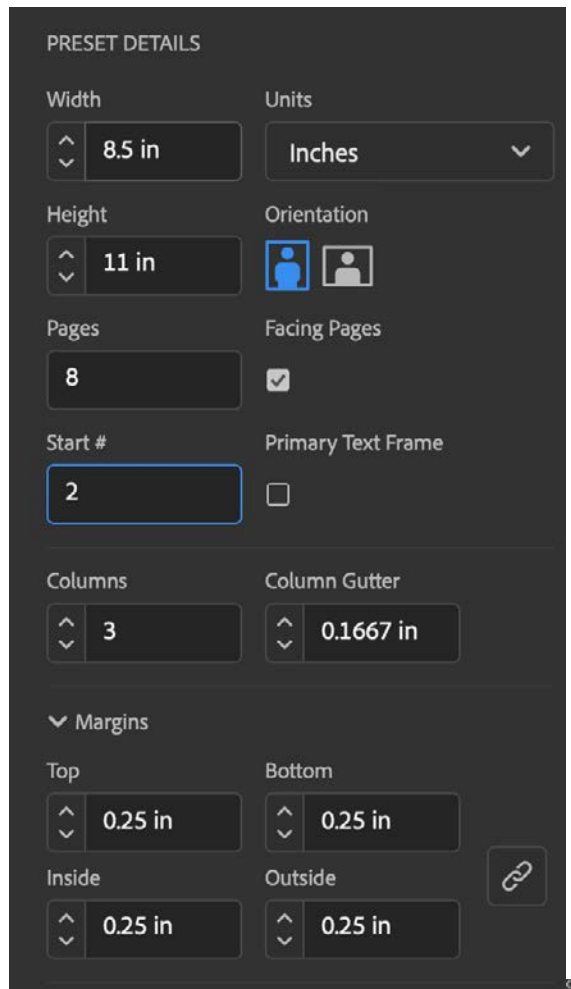 PRESET DETAILS
Width Units
8.5 in Inches
Height Orientation
11 in
Pages Facing Pages
8
Start # Primary Text Frame
2
Columns Column Gutter
3 0.1667 in
Margins
Top Bottom
0.25 in 0.25 in
Inside Outside
0.25 in 0.25 in